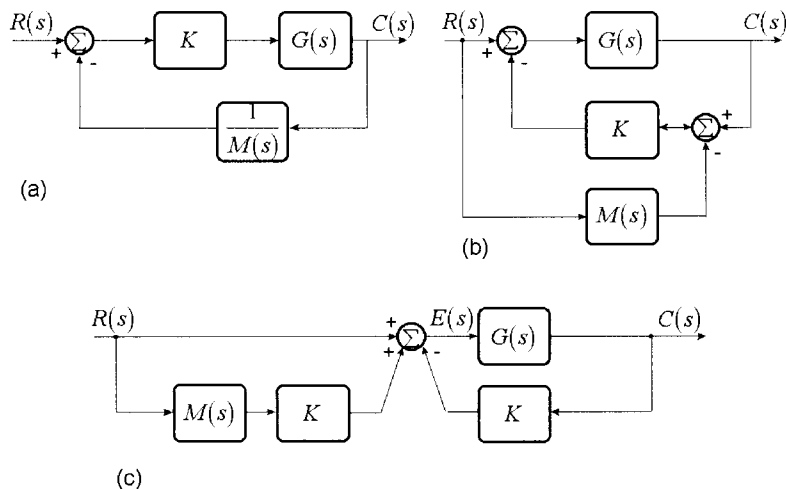 R(s)
+
Σ
-
K
G(s)
C(s)
1
M(s)
(a)
R(s)
+
Σ
-
G(s)
C(s)
K
Σ
+
-
M(s)
(b)
R(s)
+
+
Σ
-
E(s)
G(s)
C(s)
M(s)
K
K
(c)